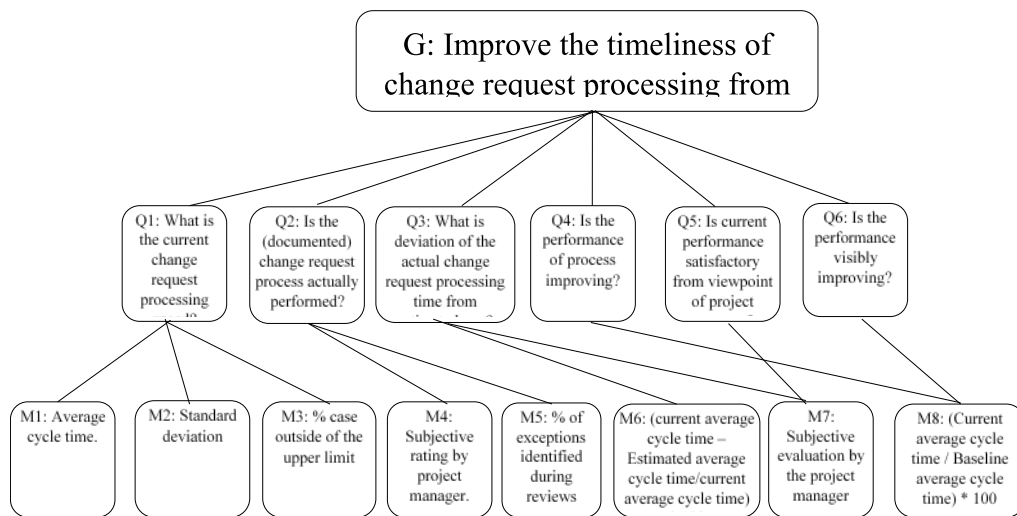 G: Improve the timeliness of
change request processing from
Q1: What is
the current
change
request
processing
Q2: Is the
(documented)
change request
process actually
performed?
Q3: What is
deviation of the
actual change
request processing
time from
Q4: Is the
performance
of process
improving?
Q5: Is current
performance
satisfactory
from viewpoint
of project
Q6: Is the
performance
visibly
improving?
M1: Average
cycle time.
M2: Standard
deviation
M3: % case
outside of the
upper limit
M4:
Subjective
rating by
project
manager.
M5: % of
exceptions
identified
during
reviews
M6: (current average
cycle time –
Estimated average
cycle time/current
average cycle time)
M7:
Subjective
evaluation by
the project
manager
M8: (Current
average cycle
time / Baseline
average cycle
time) * 100